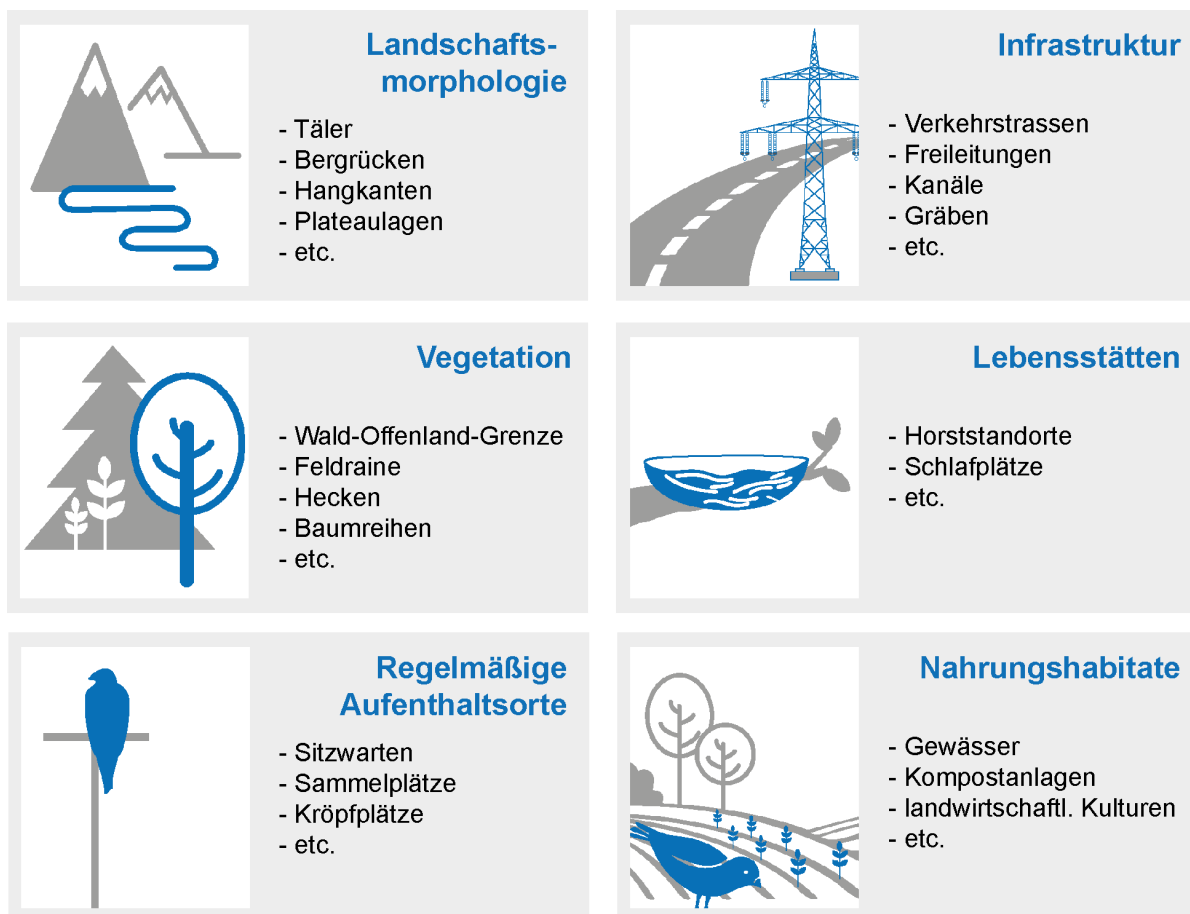 Landschafts-
morphologie
- Täler
- Bergrücken
- Hangkanten
- Plateaulagen
- etc.
Infrastruktur
- Verkehrstrassen
- Freileitungen
- Kanäle
- Gräben
- etc.
Vegetation
- Wald-Offenland-Grenze
- Feldraine
- Hecken
- Baumreihen
- etc.
Lebensstätten
- Horststandorte
- Schlafplätze
- etc.
Regelmäßige
Aufenthaltsorte
- Sitzwarten
- Sammelplätze
- Kröpfplätze
- etc.
Nahrungshabitate
- Gewässer
- Kompostanlagen
- landwirtschaftl. Kulturen
- etc.